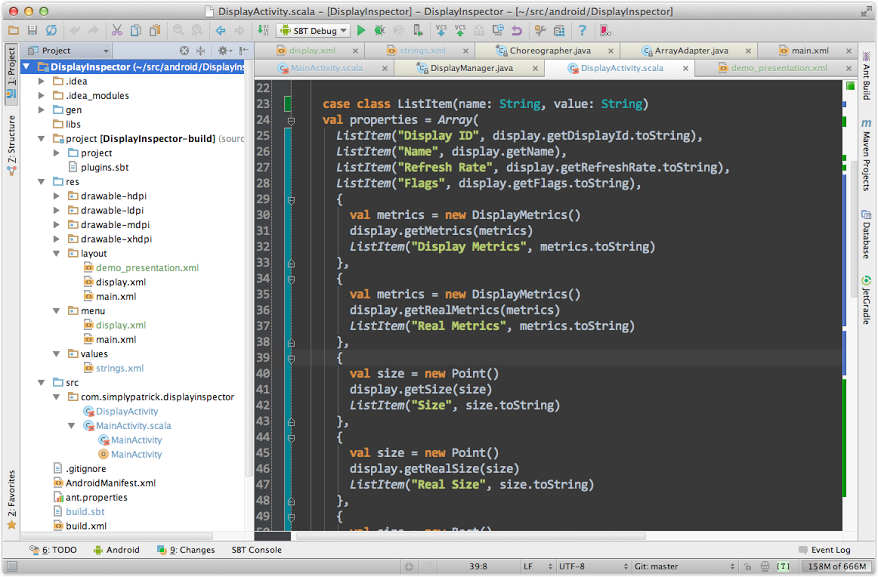 DisplayActivity.scala - [DisplayInspector] - [~/src/android/DisplayInspector]
SBT Debug
Project
display.xml
strings.xml
Choreographer.java
ArrayAdapter.java
main.xml
MainActivity.scala
DisplayManager.java
DisplayActivity.scala
demo_presentation.xml
1: Project
Z: Structure
2: Favorites
DisplayInspector (~/src/android/DisplayIns
.idea
.idea_modules
gen
libs
project [DisplayInspector-build] (sourc
project
plugins.sbt
res
drawable-hdpi
drawable-ldpi
drawable-mdpi
drawable-xhdpi
layout
demo_presentation.xml
display.xml
main.xml
menu
display.xml
main.xml
values
strings.xml
src
com.simplypatrick.displayinspector
DisplayActivity
MainActivity.scala
MainActivity
MainActivity
.gitignore
AndroidManifest.xml
ant.properties
build.sbt
build.xml
22
23 case class ListItem(name: String, value: String)
24 val properties = Array(
25 ListItem("Display ID", display.getDisplayId.toString),
26 ListItem("Name", display.getName),
27 ListItem("Refresh Rate", display.getRefreshRate.toString),
28 ListItem("Flags", display.getFlags.toString),
29 {
30 val metrics = new DisplayMetrics()
31 display.getMetrics(metrics)
32 ListItem("Display Metrics", metrics.toString)
33 },
34 {
35 val metrics = new DisplayMetrics()
36 display.getRealMetrics(metrics)
37 ListItem("Real Metrics", metrics.toString)
38 },
39 {
40 val size = new Point()
41 display.getSize(size)
42 ListItem("Size", size.toString)
43 },
44 {
45 val size = new Point()
46 display.getRealSize(size)
47 ListItem("Real Size", size.toString)
48 },
49 {
50 val size = new Rect()
Ant Build
Maven Projects
Database
JetGradle
6: TODO
Android
9: Changes
SBT Console
Event Log
39:8
LF
UTF-8
Git: master
[T]
158M of 666M